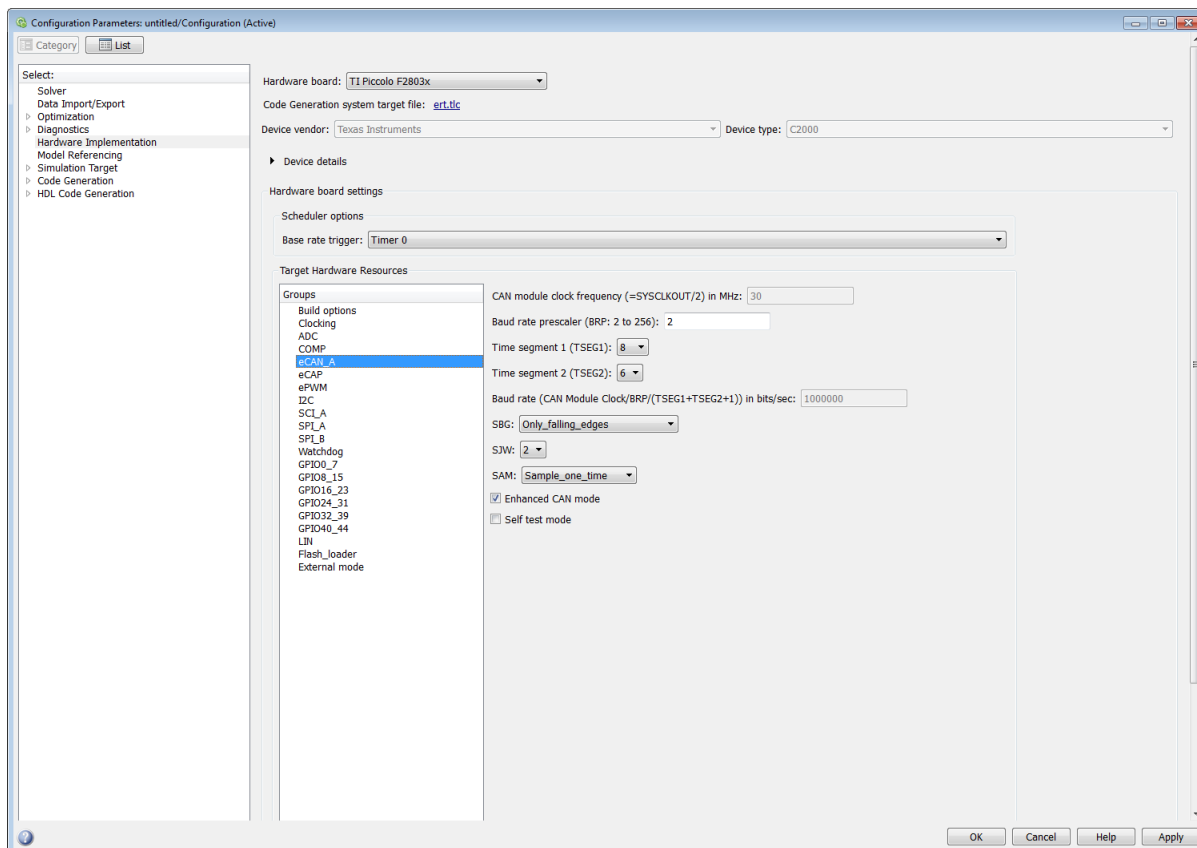 Configuration Parameters: untitled/Configuration (Active)
Category List
Select:
Solver
Data Import/Export
Optimization
Diagnostics
Hardware Implementation
Model Referencing
Simulation Target
Code Generation
HDL Code Generation
Hardware board: TI Piccolo F2803x
Code Generation system target file: ert.tlc
Device vendor: Texas Instruments Device type: C2000
Device details
Hardware board settings
Scheduler options
Base rate trigger: Timer 0
Target Hardware Resources
Groups
Build options
Clocking
ADC
COMP
eCAN_A
eCAP
ePWM
I2C
SCI_A
SPI_A
SPI_B
Watchdog
GPIO0_7
GPIO8_15
GPIO16_23
GPIO24_31
GPIO32_39
GPIO40_44
LIN
Flash_loader
External mode
CAN module clock frequency (=SYSCLKOUT/2) in MHz: 30
Baud rate prescaler (BRP: 2 to 256): 2
Time segment 1 (TSEG1): 8
Time segment 2 (TSEG2): 6
Baud rate (CAN Module Clock/BRP/(TSEG1+TSEG2+1)) in bits/sec: 1000000
SBG: Only_falling_edges
SJW: 2
SAM: Sample_one_time
Enhanced CAN mode
Self test mode
OK Cancel Help Apply